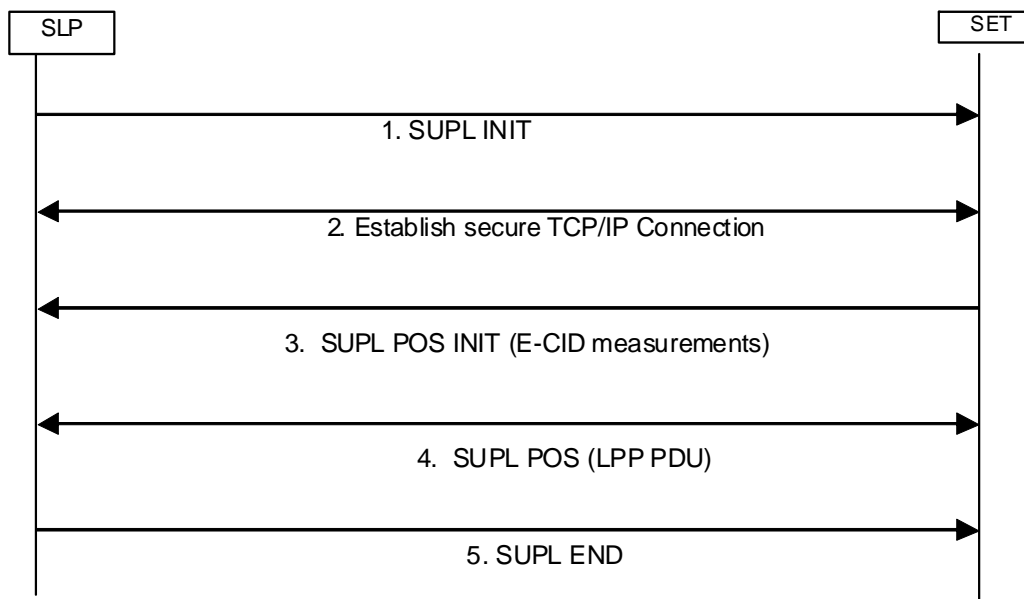 SLP
SET
1. SUPL INIT
2. Establish secure TCP/IP Connection
3. SUPL POS INIT (E-CID measurements)
4. SUPL POS (LPP PDU)
5. SUPL END